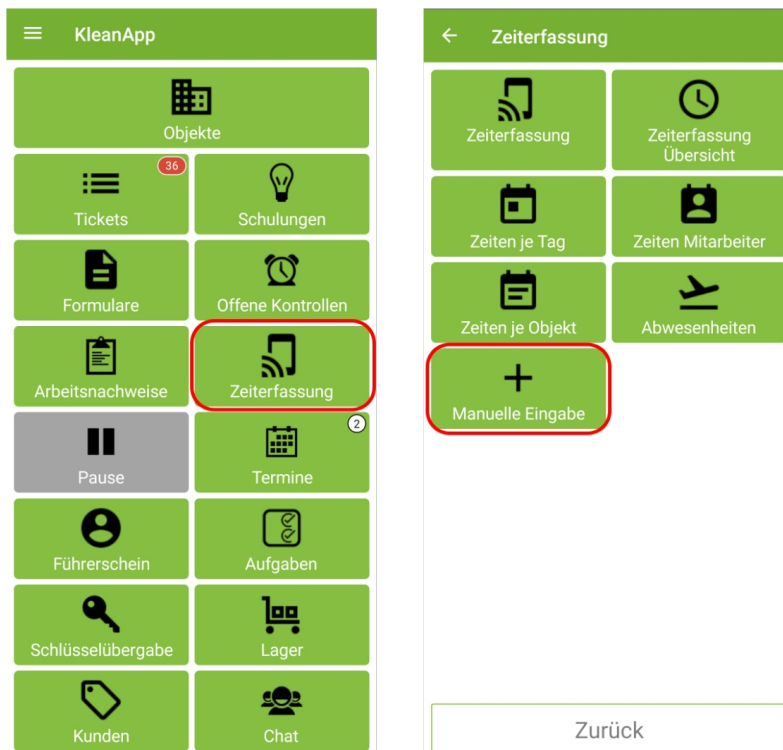 KleanApp
Objekte
36
Tickets
Schulungen
Formulare
Offene Kontrollen
Arbeitsnachweise
Zeiterfassung
2
Pause
Termine
Führerschein
Aufgaben
Schlüsselübergabe
Lager
Kunden
Chat
Zeiterfassung
Zeiterfassung
Zeiterfassung
Übersicht
Zeiten je Tag
Zeiten Mitarbeiter
Zeiten je Objekt
Abwesenheiten
Manuelle Eingabe
Zurück